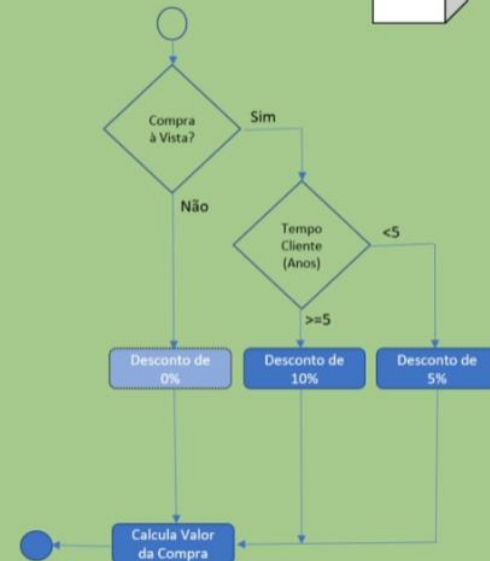 Compra
à Vista?
Sim
Não
Tempo
Cliente
(Anos)
<5
>=5
Desconto de
0%
Desconto de
10%
Desconto de
5%
Calcula Valor
da Compra